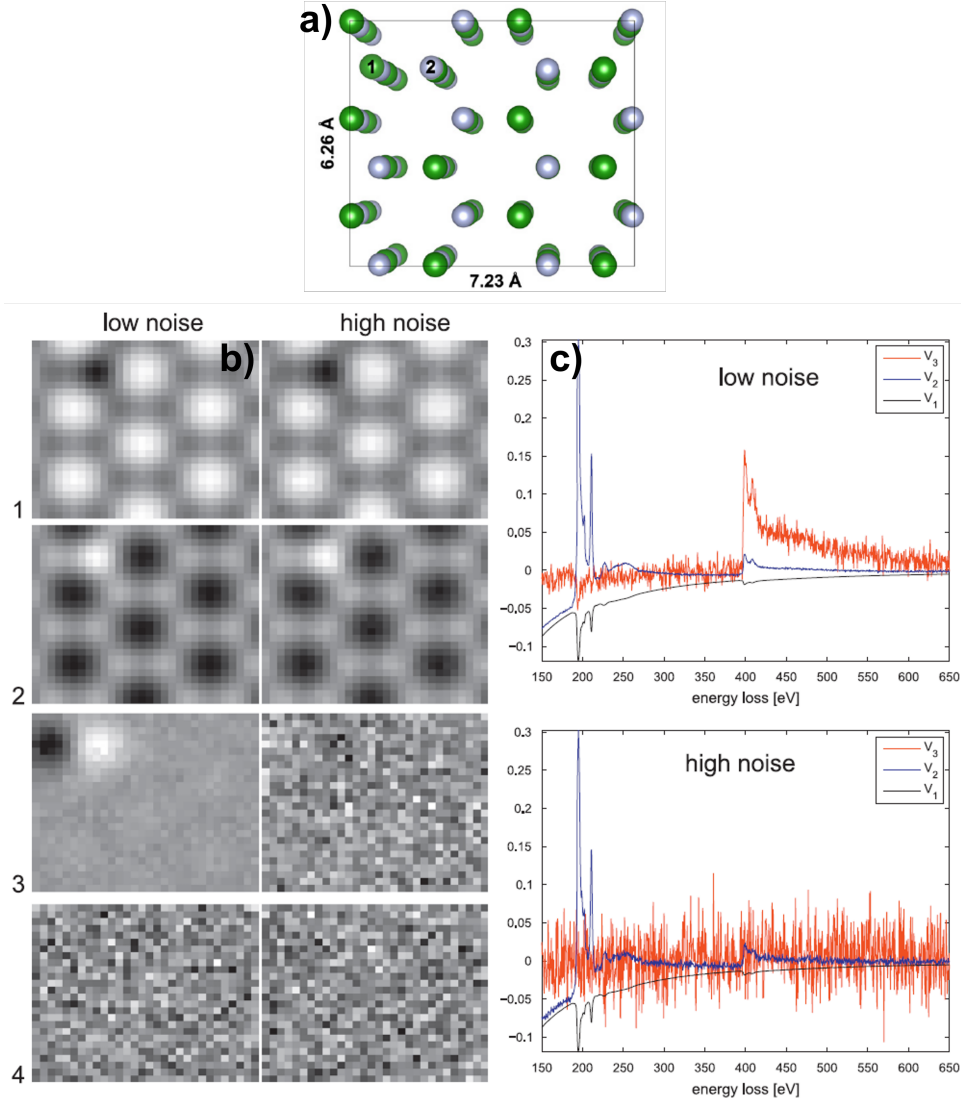 a)
1 2
6.26 Å
7.23 Å
low noise
high noise
b)
1
2
3
4
c)
low noise
V3
V2
V1
0.3
0.25
0.2
0.15
0.1
0.05
0
−0.05
−0.1
150 200 250 300 350 400 450 500 550 600 650
energy loss [eV]
high noise
V3
V2
V1
0.3
0.25
0.2
0.15
0.1
0.05
0
−0.05
−0.1
150 200 250 300 350 400 450 500 550 600 650
energy loss [eV]